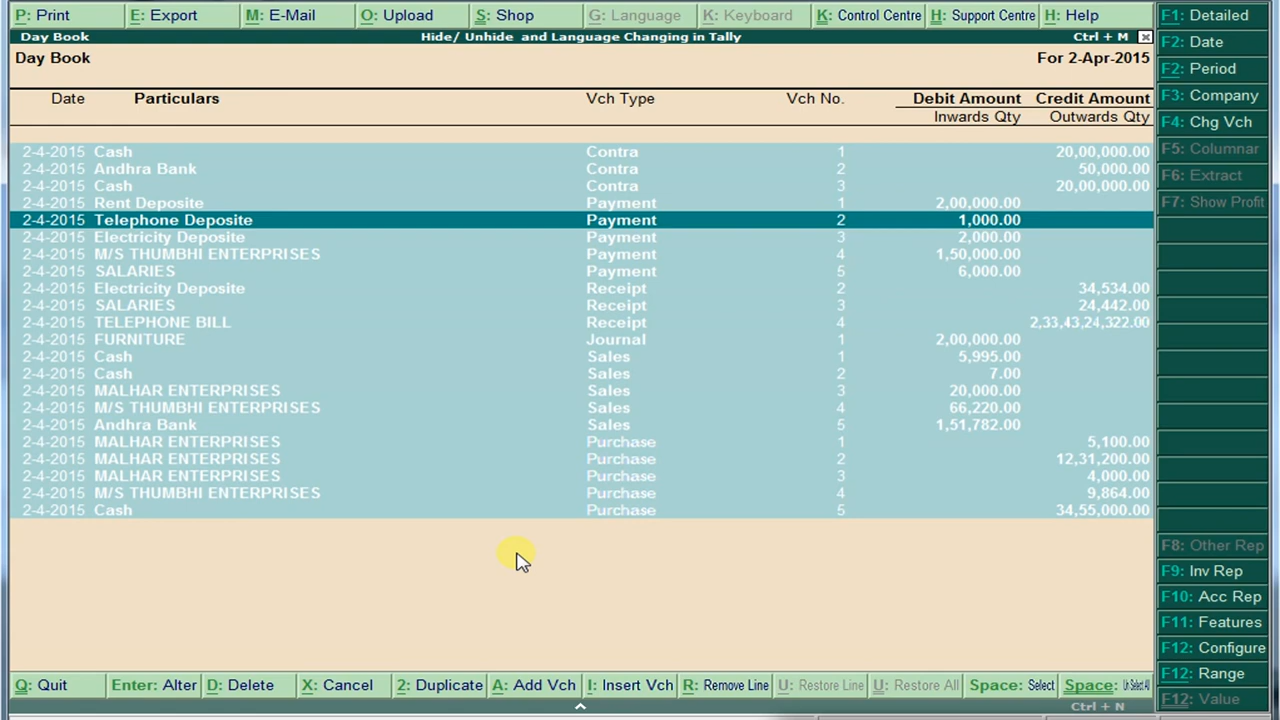 P: Print E: Export M: E-Mail O: Upload S: Shop G: Language K: Keyboard K: Control Centre H: Support Centre H: Help
Day Book Hide/ Unhide and Language Changing in Tally Ctrl + M
Day Book For 2-Apr-2015
Date Particulars Vch Type Vch No. Debit Amount Credit Amount
Inwards Qty Outwards Qty
2-4-2015 Cash Contra 1 20,00,000.00
2-4-2015 Andhra Bank Contra 2 50,000.00
2-4-2015 Cash Contra 3 20,00,000.00
2-4-2015 Rent Deposite Payment 1 2,00,000.00
2-4-2015 Telephone Deposite Payment 2 1,000.00
2-4-2015 Electricity Deposite Payment 3 2,000.00
2-4-2015 M/S THUMBHI ENTERPRISES Payment 4 1,50,000.00
2-4-2015 SALARIES Payment 5 6,000.00
2-4-2015 Electricity Deposite Receipt 2 34,534.00
2-4-2015 SALARIES Receipt 3 24,442.00
2-4-2015 TELEPHONE BILL Receipt 4 2,33,43,24,322.00
2-4-2015 FURNITURE Journal 1 2,00,000.00
2-4-2015 Cash Sales 1 5,995.00
2-4-2015 Cash Sales 2 7.00
2-4-2015 MALHAR ENTERPRISES Sales 3 20,000.00
2-4-2015 M/S THUMBHI ENTERPRISES Sales 4 66,220.00
2-4-2015 Andhra Bank Sales 5 1,51,782.00
2-4-2015 MALHAR ENTERPRISES Purchase 1 5,100.00
2-4-2015 MALHAR ENTERPRISES Purchase 2 12,31,200.00
2-4-2015 MALHAR ENTERPRISES Purchase 3 4,000.00
2-4-2015 M/S THUMBHI ENTERPRISES Purchase 4 9,864.00
2-4-2015 Cash Purchase 5 34,55,000.00
Q: Quit Enter: Alter D: Delete X: Cancel 2: Duplicate A: Add Vch I: Insert Vch R: Remove Line U: Restore Line U: Restore All Space: Select Space: Un Select All
Ctrl + N
F1: Detailed
F2: Date
F2: Period
F3: Company
F4: Chg Vch
F5: Columnar
F6: Extract
F7: Show Profit
F8: Other Rep
F9: Inv Rep
F10: Acc Rep
F11: Features
F12: Configure
F12: Range
F12: Value